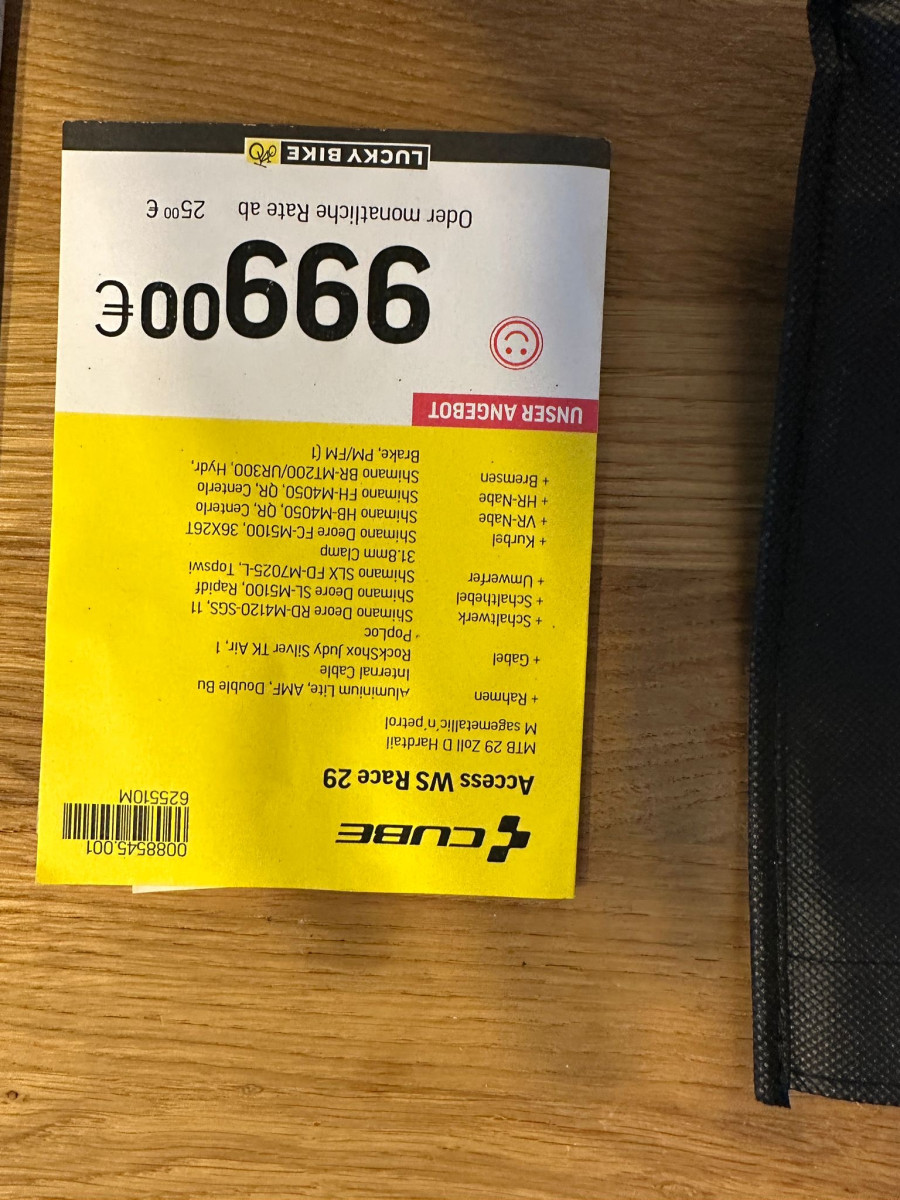 CUBE
0088545.001
625510M
Access WS Race 29
MTB 29 Zoll D Hardtail
M sagemetallic´n´petrol
+ Rahmen Aluminium Lite, AMF, Double Bu
Internal Cable
+ Gabel RockShox Judy Silver TK Air, 1
PopLoc
+ Schaltwerk Shimano Deore RD-M4120-SGS, 11
+ Schalthebel Shimano Deore SL-M5100, Rapidf
+ Umwerfer Shimano SLX FD-M7025-L, Topswi
31.8mm Clamp
+ Kurbel Shimano Deore FC-M5100, 36X26T
+ VR-Nabe Shimano HB-M4050, QR, Centerlo
+ HR-Nabe Shimano FH-M4050, QR, Centerlo
+ Bremsen Shimano BR-MT200/UR300, Hydr,
Brake, PM/FM (
UNSER ANGEBOT
999 00 €
Oder monatliche Rate ab 25 00 €
LUCKY BIKE